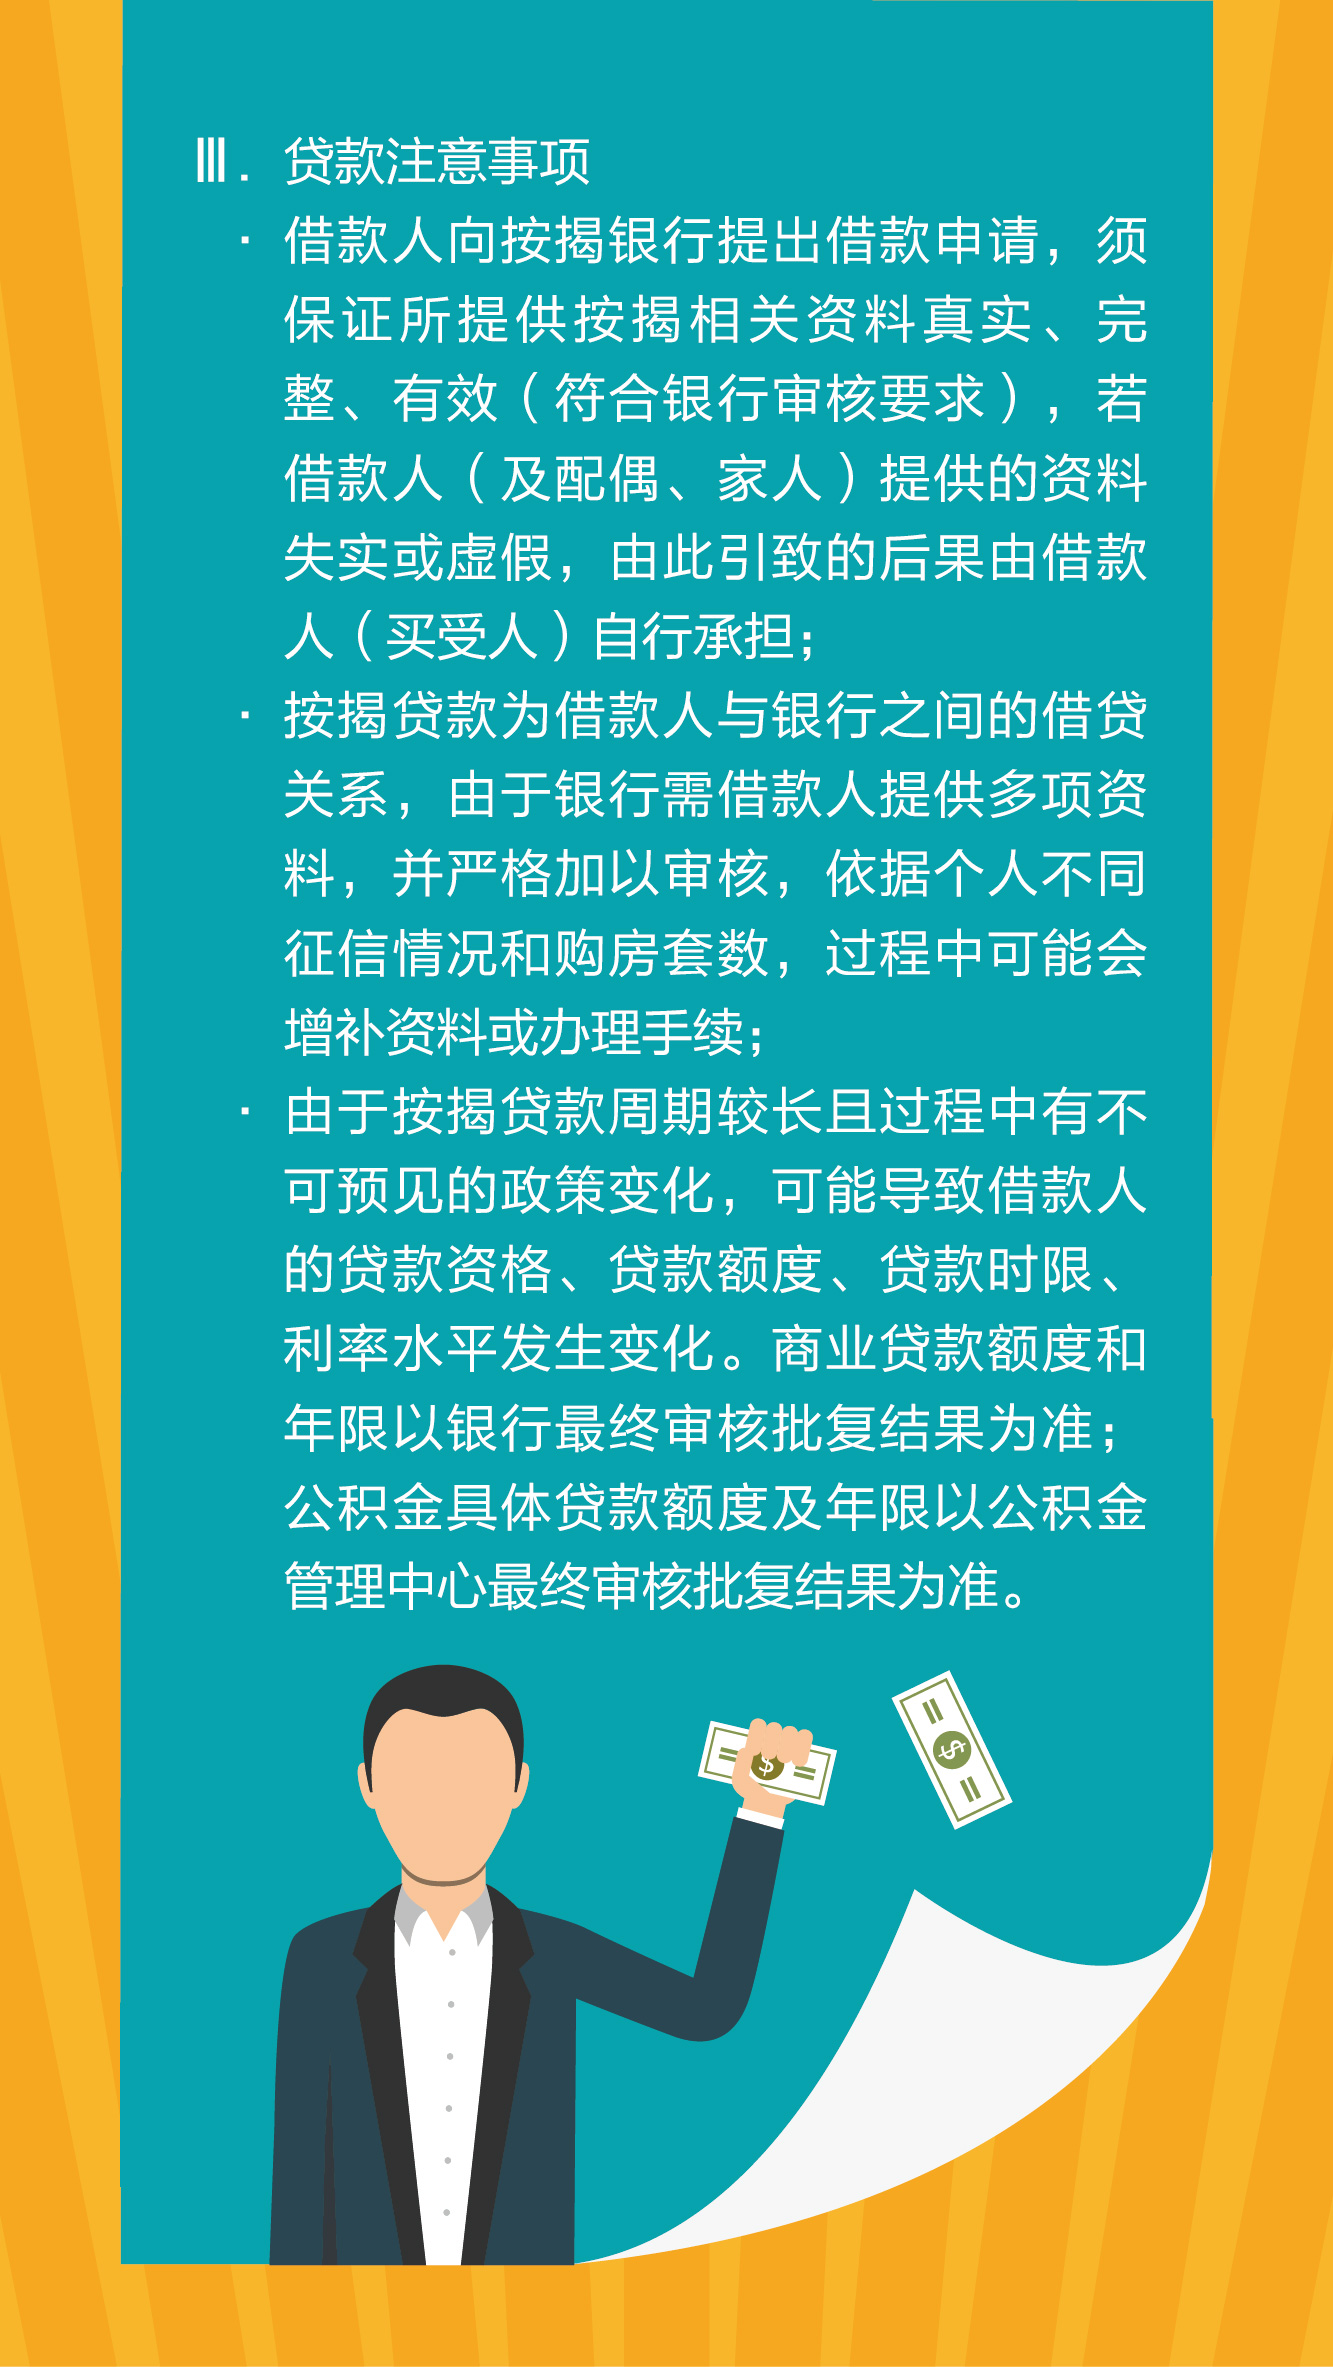 Ⅲ. 贷款注意事项
· 借款人向按揭银行提出借款申请，须
保证所提供按揭相关资料真实、完
整、有效（符合银行审核要求），若
借款人（及配偶、家人）提供的资料
失实或虚假，由此引致的后果由借款
人（买受人）自行承担；
· 按揭贷款为借款人与银行之间的借贷
关系，由于银行需借款人提供多项资
料，并严格加以审核，依据个人不同
征信情况和购房套数，过程中可能会
增补资料或办理手续；
· 由于按揭贷款周期较长且过程中有不
可预见的政策变化，可能导致借款人
的贷款资格、贷款额度、贷款时限、
利率水平发生变化。商业贷款额度和
年限以银行最终审核批复结果为准；
公积金具体贷款额度及年限以公积金
管理中心最终审核批复结果为准。
$
$